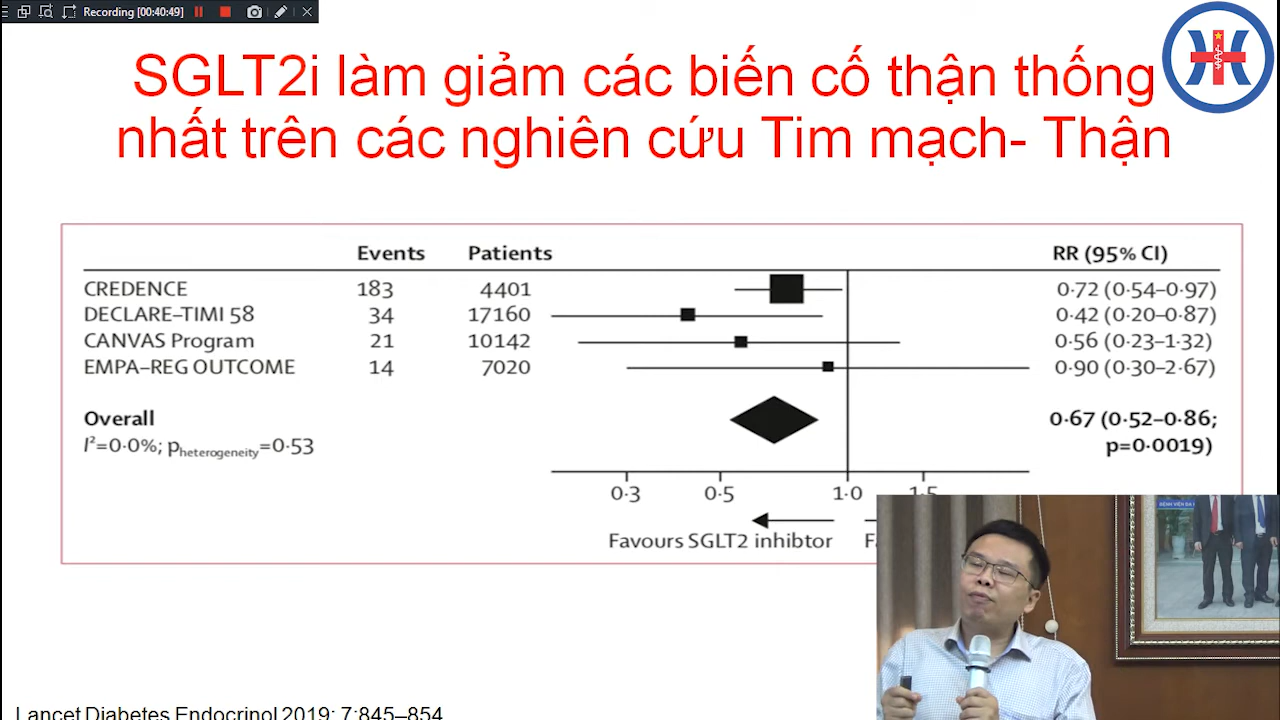 Recording [00:40:49]
SGLT2i làm giảm các biến cố thận thống
nhất trên các nghiên cứu Tim mạch- Thận
Events Patients RR (95% CI)
CREDENCE 183 4401 0·72 (0·54–0·97)
DECLARE–TIMI 58 34 17160 0·42 (0·20–0·87)
CANVAS Program 21 10142 0·56 (0·23–1·32)
EMPA–REG OUTCOME 14 7020 0·90 (0·30–2·67)
Overall 0·67 (0·52–0·86;
I²=0·0%; pheterogeneity=0·53 p=0·0019)
0·3 0·5 1·0 1·5
Favours SGLT2 inhibtor
BỆNH VIỆN ĐA
Lancet Diabetes Endocrinol 2019; 7:845–854